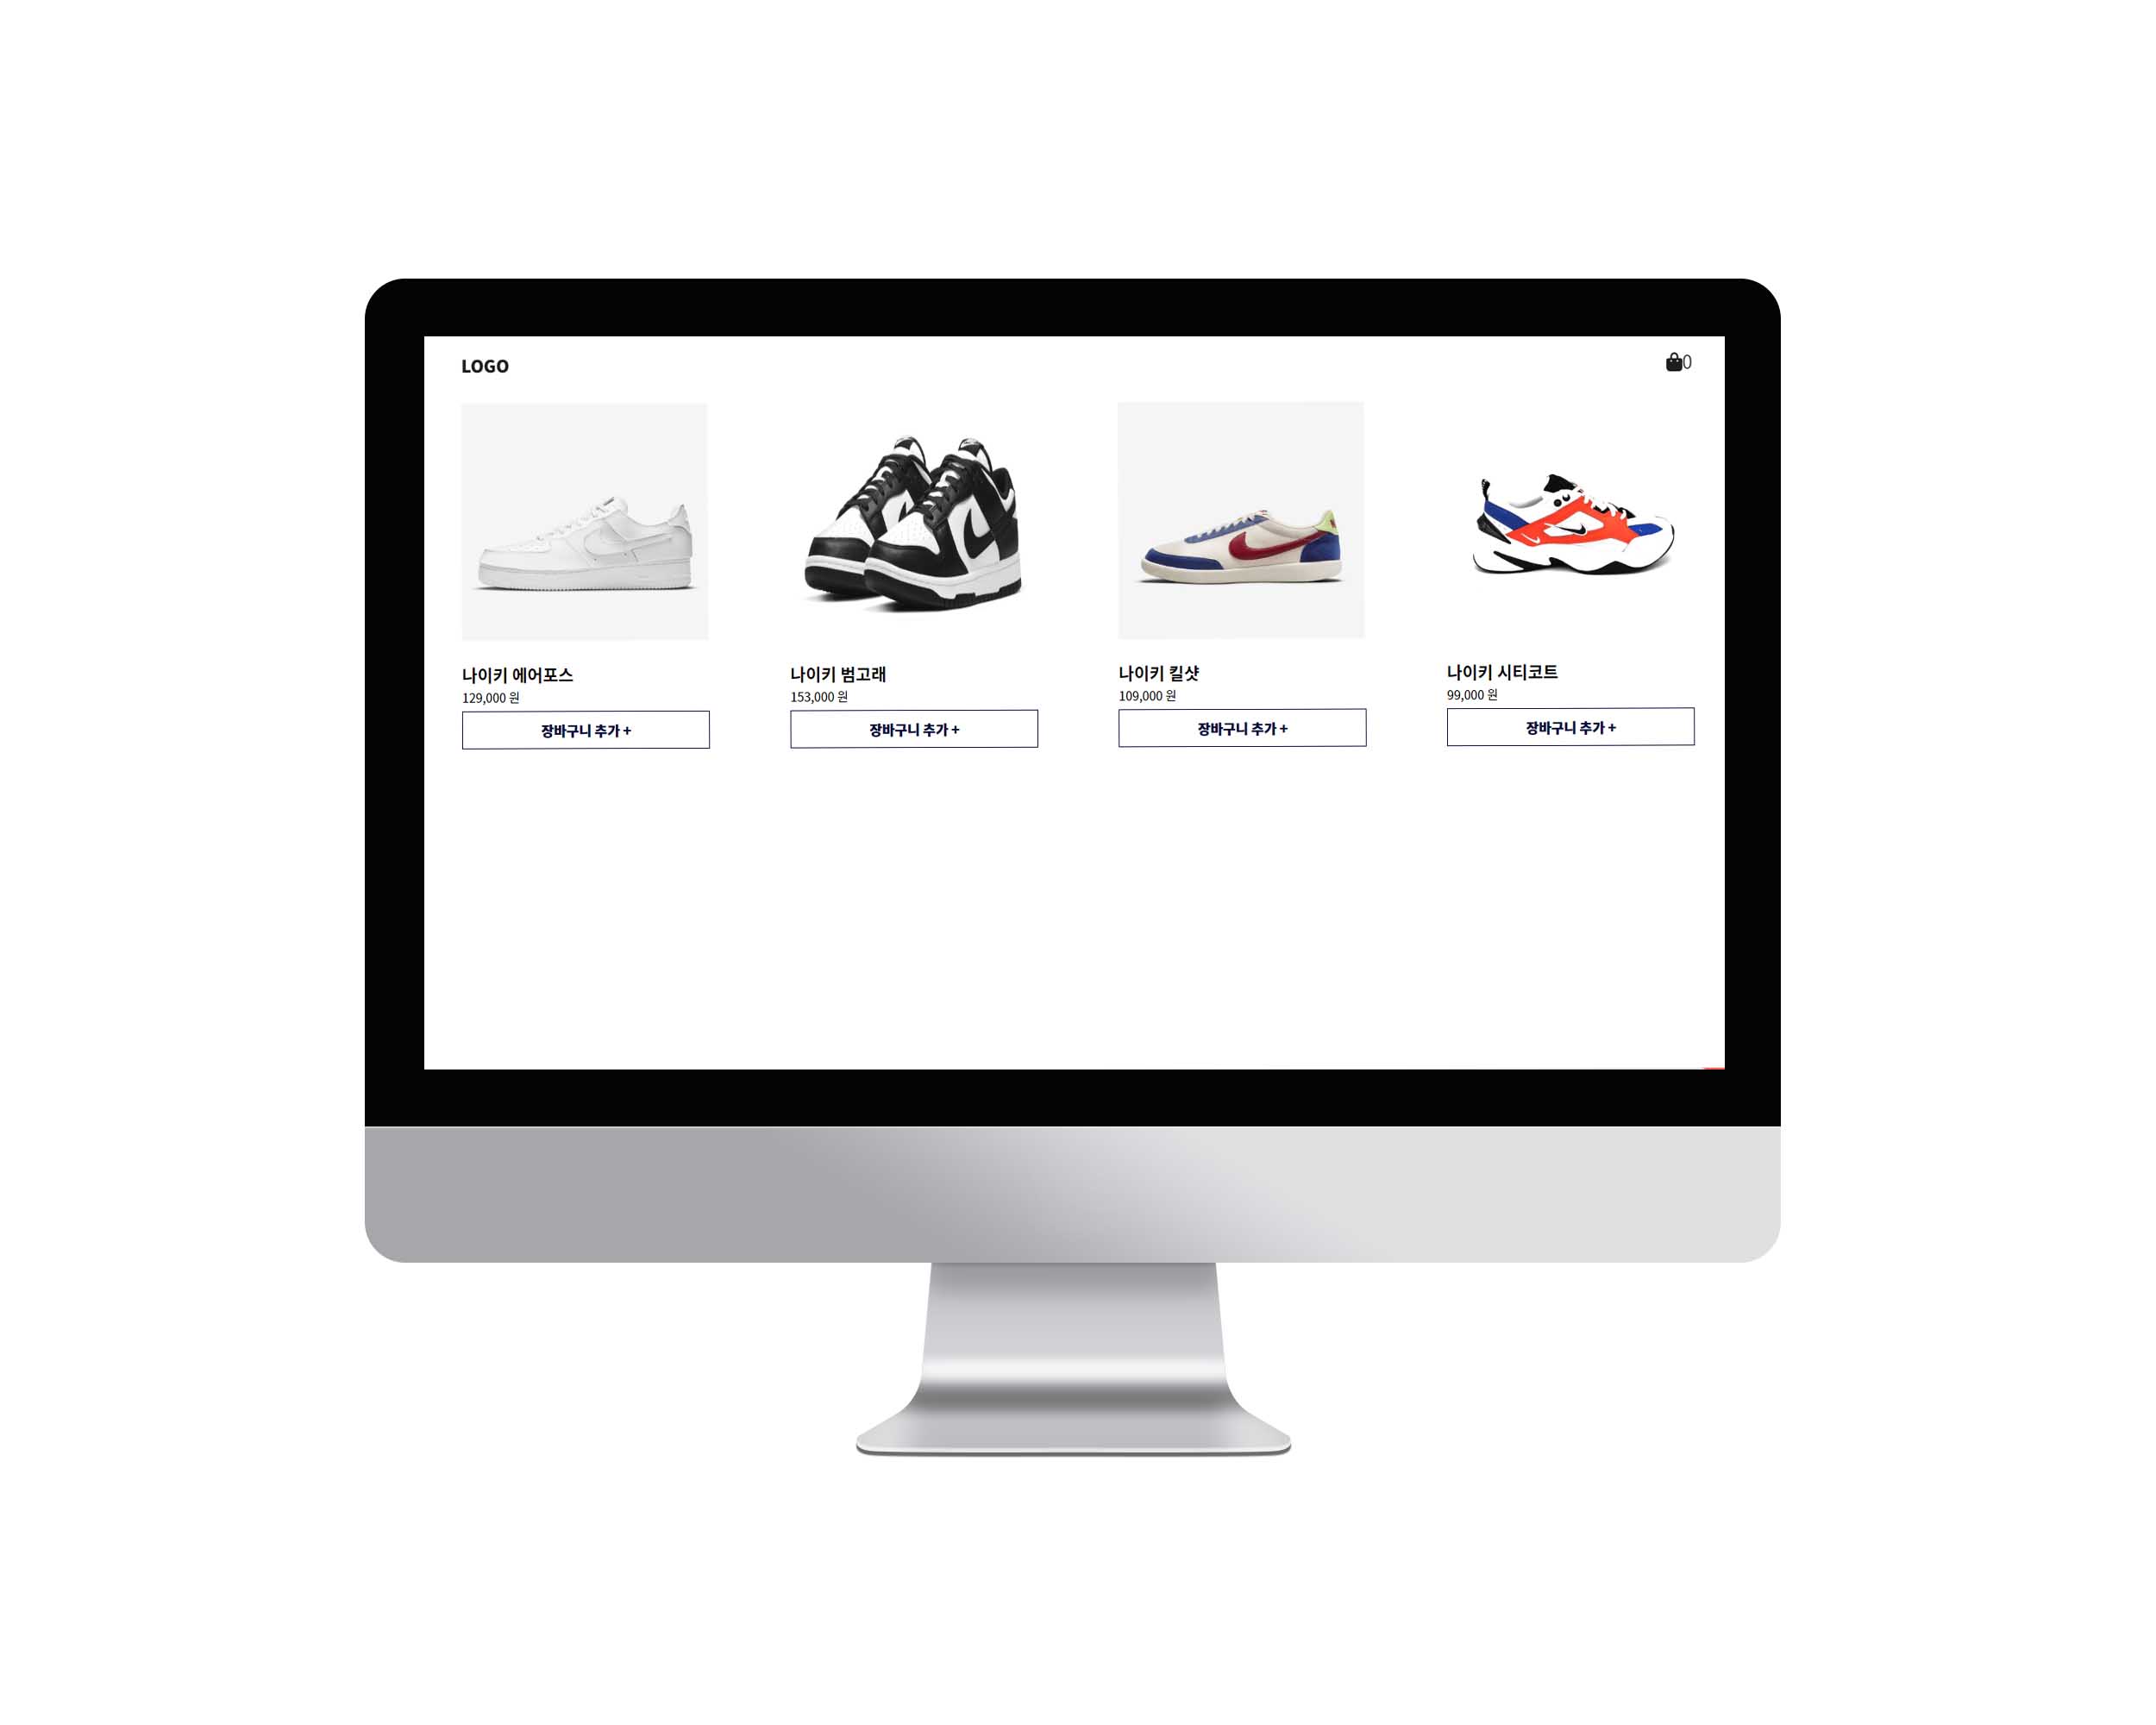 LOGO
0
나이키 에어포스
129,000 원
장바구니 추가 +
나이키 범고래
153,000 원
장바구니 추가 +
나이키 킬샷
109,000 원
장바구니 추가 +
나이키 시티코트
99,000 원
장바구니 추가 +